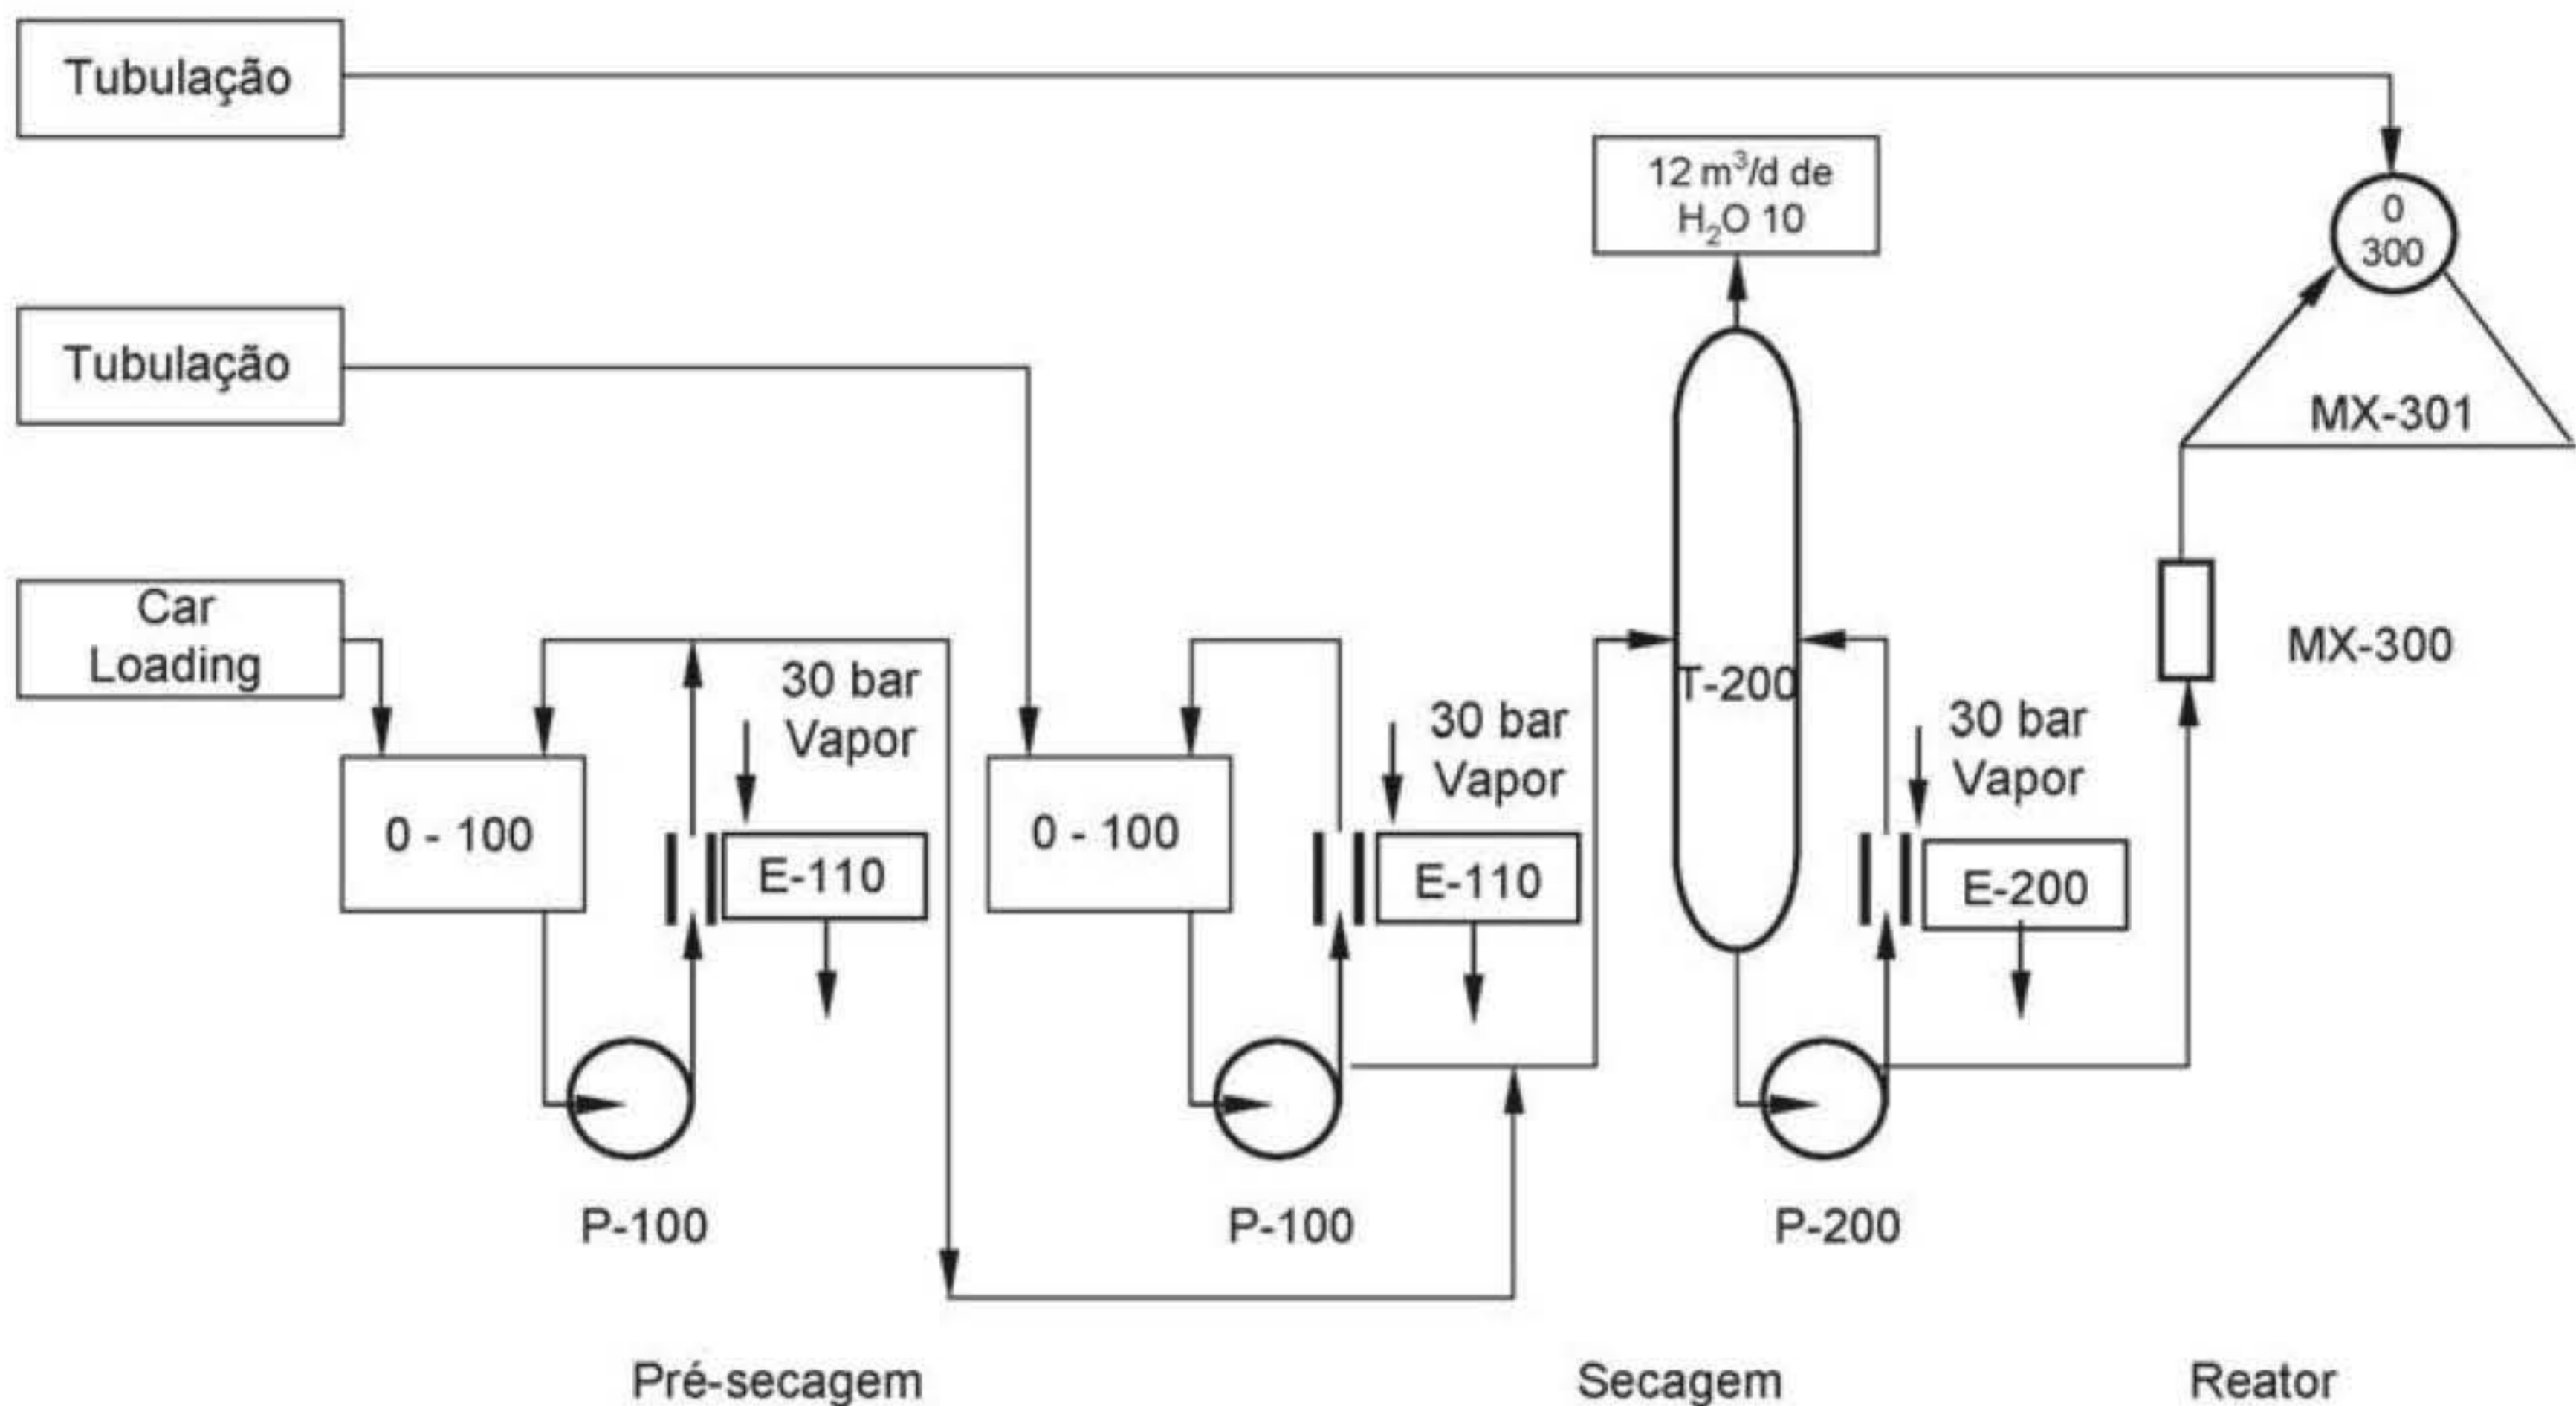 Tubulação
12 m³/d de
H₂O 10
0
300
Tubulação
MX-301
Car
Loading
30 bar
Vapor
T-200
30 bar
Vapor
30 bar
Vapor
MX-300
0 - 100
E-110
0 - 100
E-110
E-200
P-100
P-100
P-200
Pré-secagem
Secagem
Reator